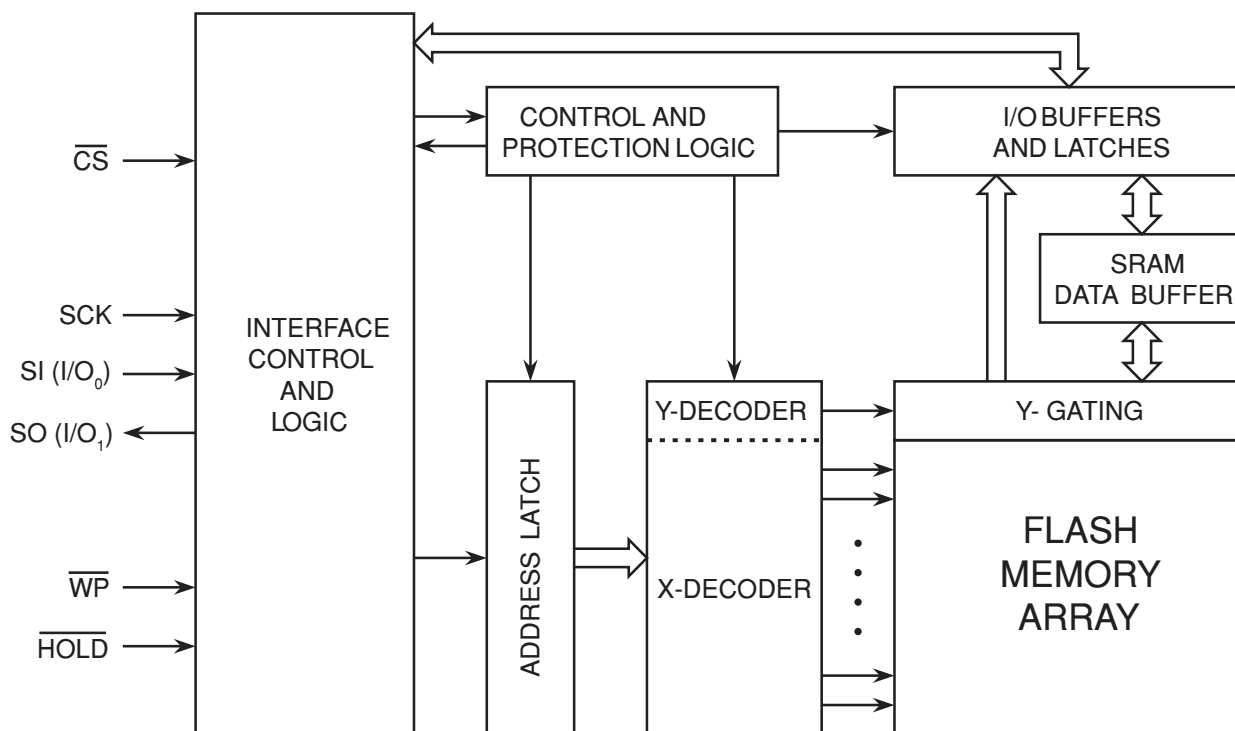 CS
SCK
SI (I/O0)
SO (I/O1)
WP
HOLD
INTERFACE
CONTROL
AND
LOGIC
CONTROL AND
PROTECTION LOGIC
I/O BUFFERS
AND LATCHES
SRAM
DATA BUFFER
ADDRESS LATCH
Y-DECODER
X-DECODER
Y- GATING
FLASH
MEMORY
ARRAY